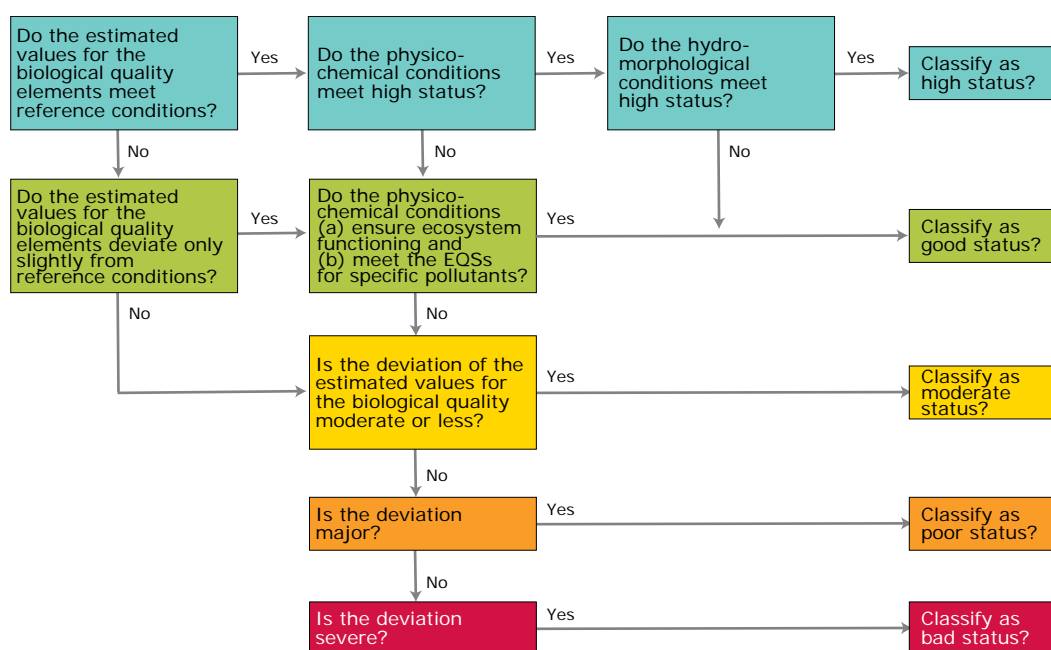 Do the estimated
values for the
biological quality
elements meet
reference conditions?
Yes
Do the physico-
chemical conditions
meet high status?
Yes
Do the hydro-
morphological
conditions meet
high status?
Yes
Classify as
high status?
No
No
No
Do the estimated
values for the
biological quality
elements deviate only
slightly from
reference conditions?
Yes
Do the physico-
chemical conditions
(a) ensure ecosystem
functioning and
(b) meet the EQSs
for specific pollutants?
Yes
Classify as
good status?
No
No
Is the deviation of the
estimated values for
the biological quality
moderate or less?
Yes
Classify as
moderate
status?
No
Is the deviation
major?
Yes
Classify as
poor status?
No
Is the deviation
severe?
Yes
Classify as
bad status?